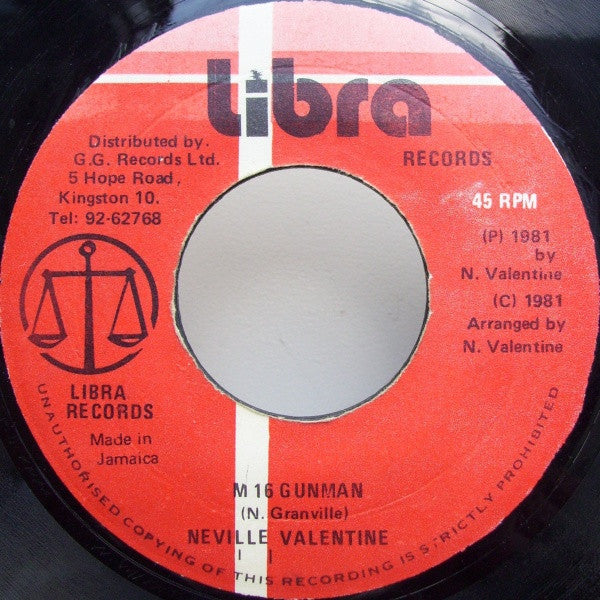 Libra
RECORDS
Distributed by.
G.G. Records Ltd.
5 Hope Road,
Kingston 10.
Tel: 92-62768
45 RPM
(P) 1981
by
N. Valentine
(C) 1981
Arranged by
N. Valentine
LIBRA
RECORDS
Made in
Jamaica
M 16 GUNMAN
(N. Granville)
NEVILLE VALENTINE
UNAUTHORISED COPYING OF THIS RECORDING IS STRICTLY PROHIBITED